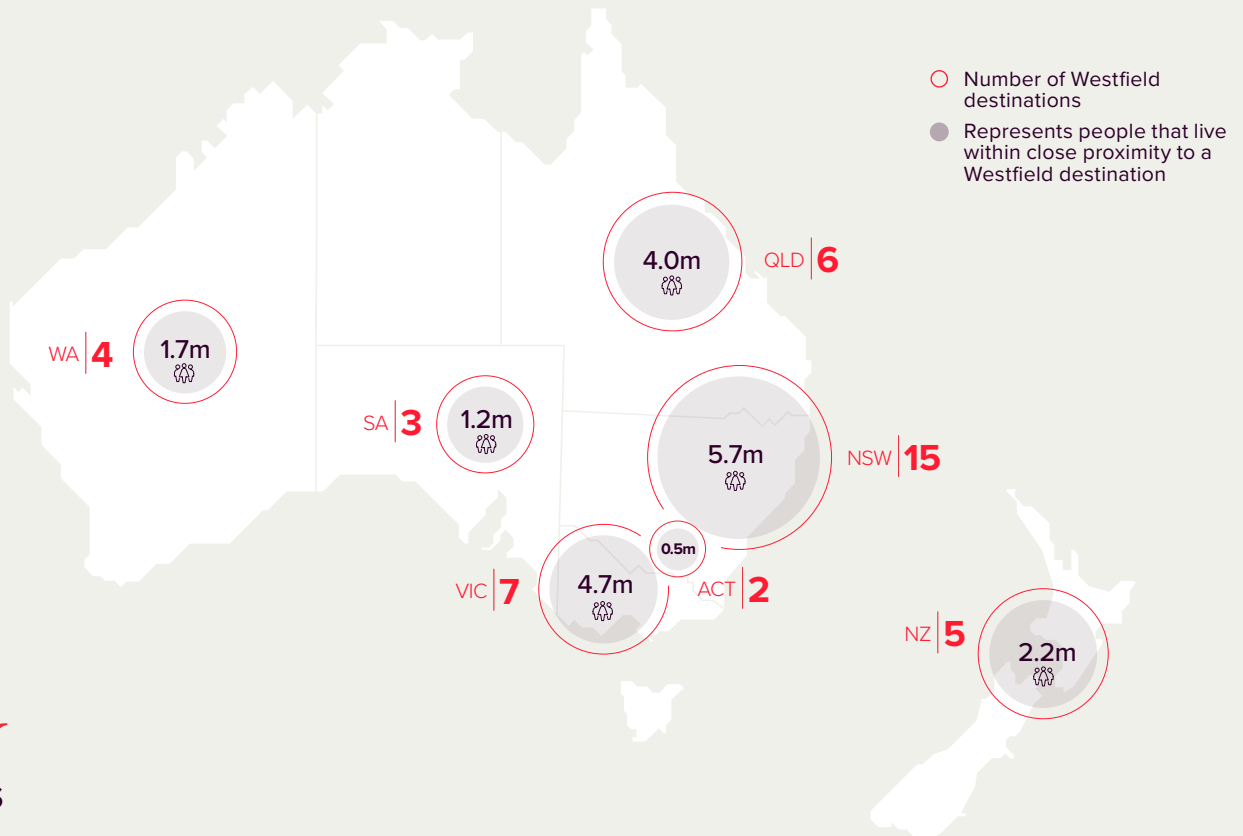 Number of Westfield
destinations
Represents people that live
within close proximity to a
Westfield destination
4.0m
QLD 6
1.7m
WA 4
1.2m
SA 3
5.7m
NSW 15
0.5m
ACT 2
4.7m
VIC 7
NZ 5
2.2m
s